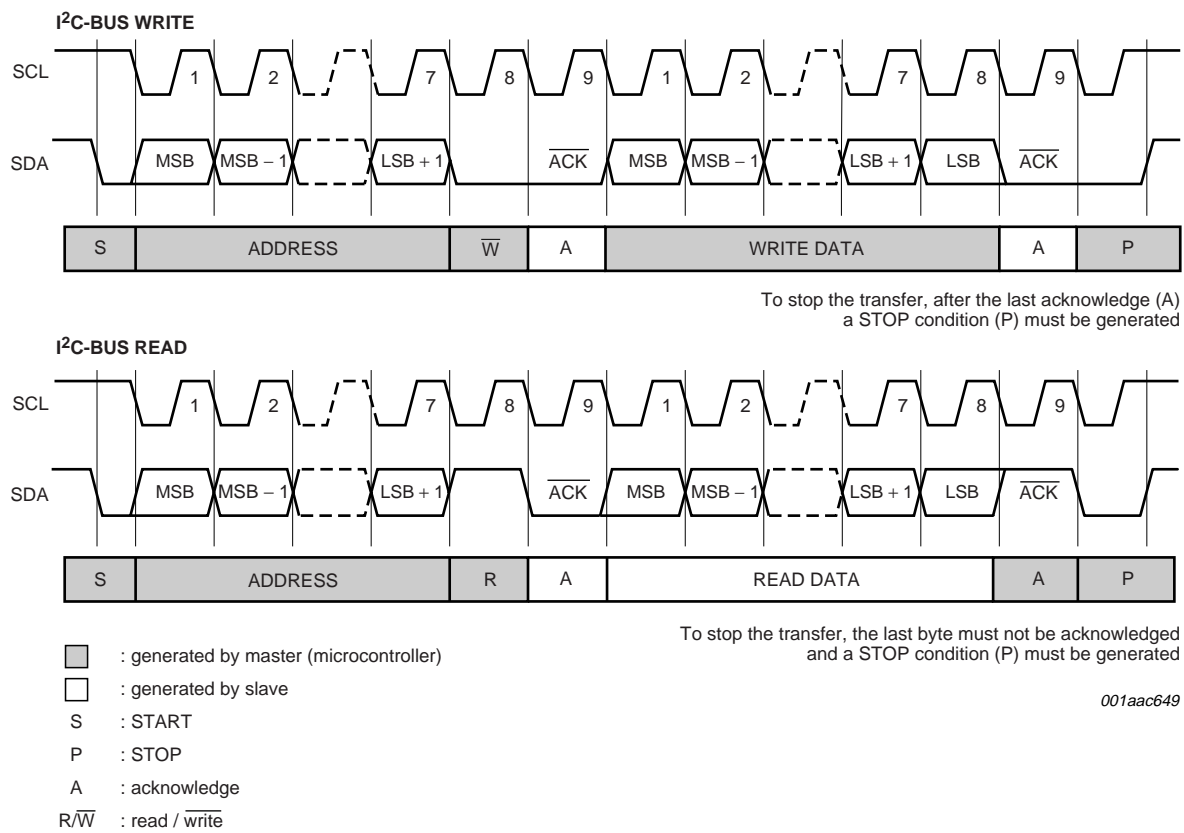 I²C-BUS WRITE
SCL 1 2 7 8 9 1 2 7 8 9
SDA MSB MSB − 1 LSB + 1 A̅C̅K̅ MSB MSB − 1 LSB + 1 LSB A̅C̅K̅
S ADDRESS W̅ A WRITE DATA A P
To stop the transfer, after the last acknowledge (A)
a STOP condition (P) must be generated
I²C-BUS READ
SCL 1 2 7 8 9 1 2 7 8 9
SDA MSB MSB − 1 LSB + 1 A̅C̅K̅ MSB MSB − 1 LSB + 1 LSB A̅C̅K̅
S ADDRESS R A READ DATA A P
To stop the transfer, the last byte must not be acknowledged
and a STOP condition (P) must be generated
: generated by master (microcontroller)
: generated by slave
001aac649
S : START
P : STOP
A : acknowledge
R/W̅ : read / w̅r̅i̅t̅e̅